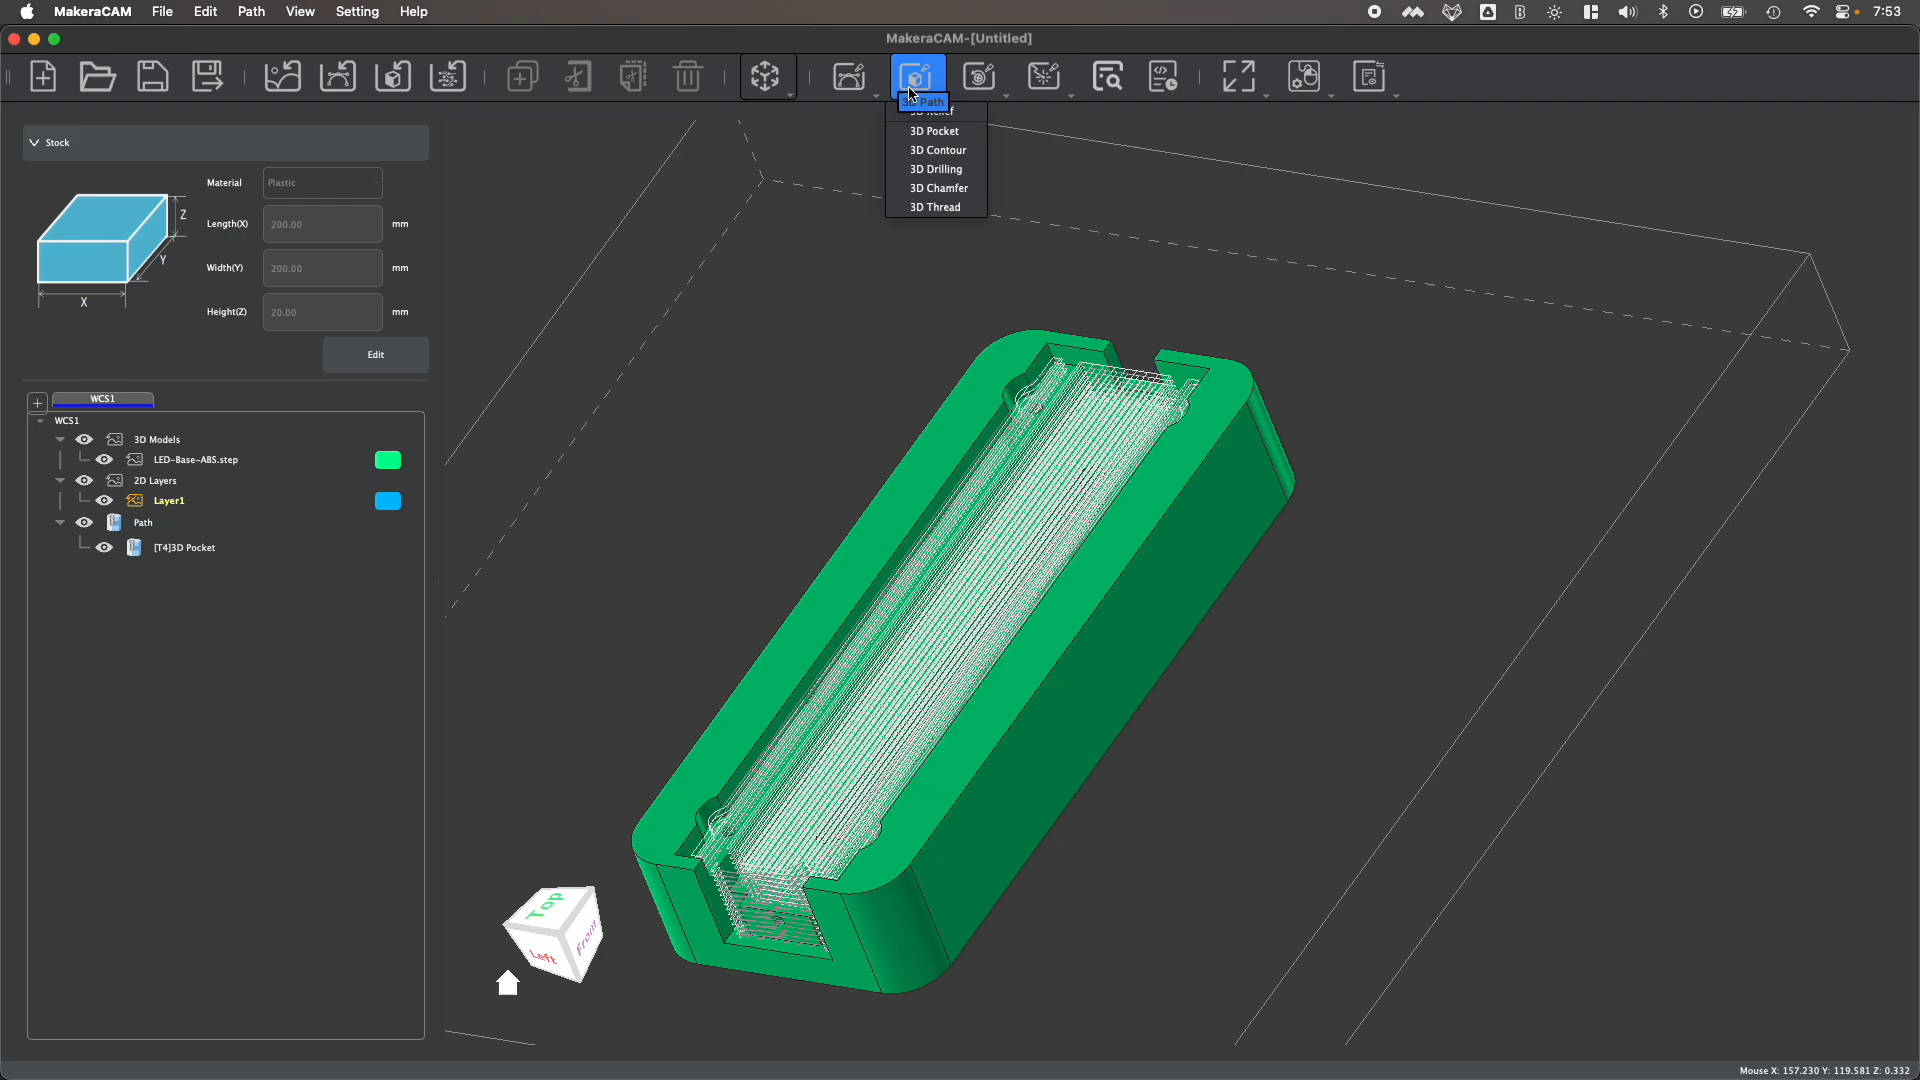 MakeraCAM File Edit Path View Setting Help 7:53
MakeraCAM-[Untitled]
3D Path
3D Relief
3D Pocket
3D Contour
3D Drilling
3D Chamfer
3D Thread
Stock
Material Plastic
Length(X) 200.00 mm
Width(Y) 200.00 mm
Height(Z) 20.00 mm
Z
Y
X
Edit
+ WCS1
WCS1
3D Models
LED-Base-ABS.step
2D Layers
Layer1
Path
[T4]3D Pocket
Top
Left
Front
Mouse X: 157.230 Y: 119.581 Z: 0.332